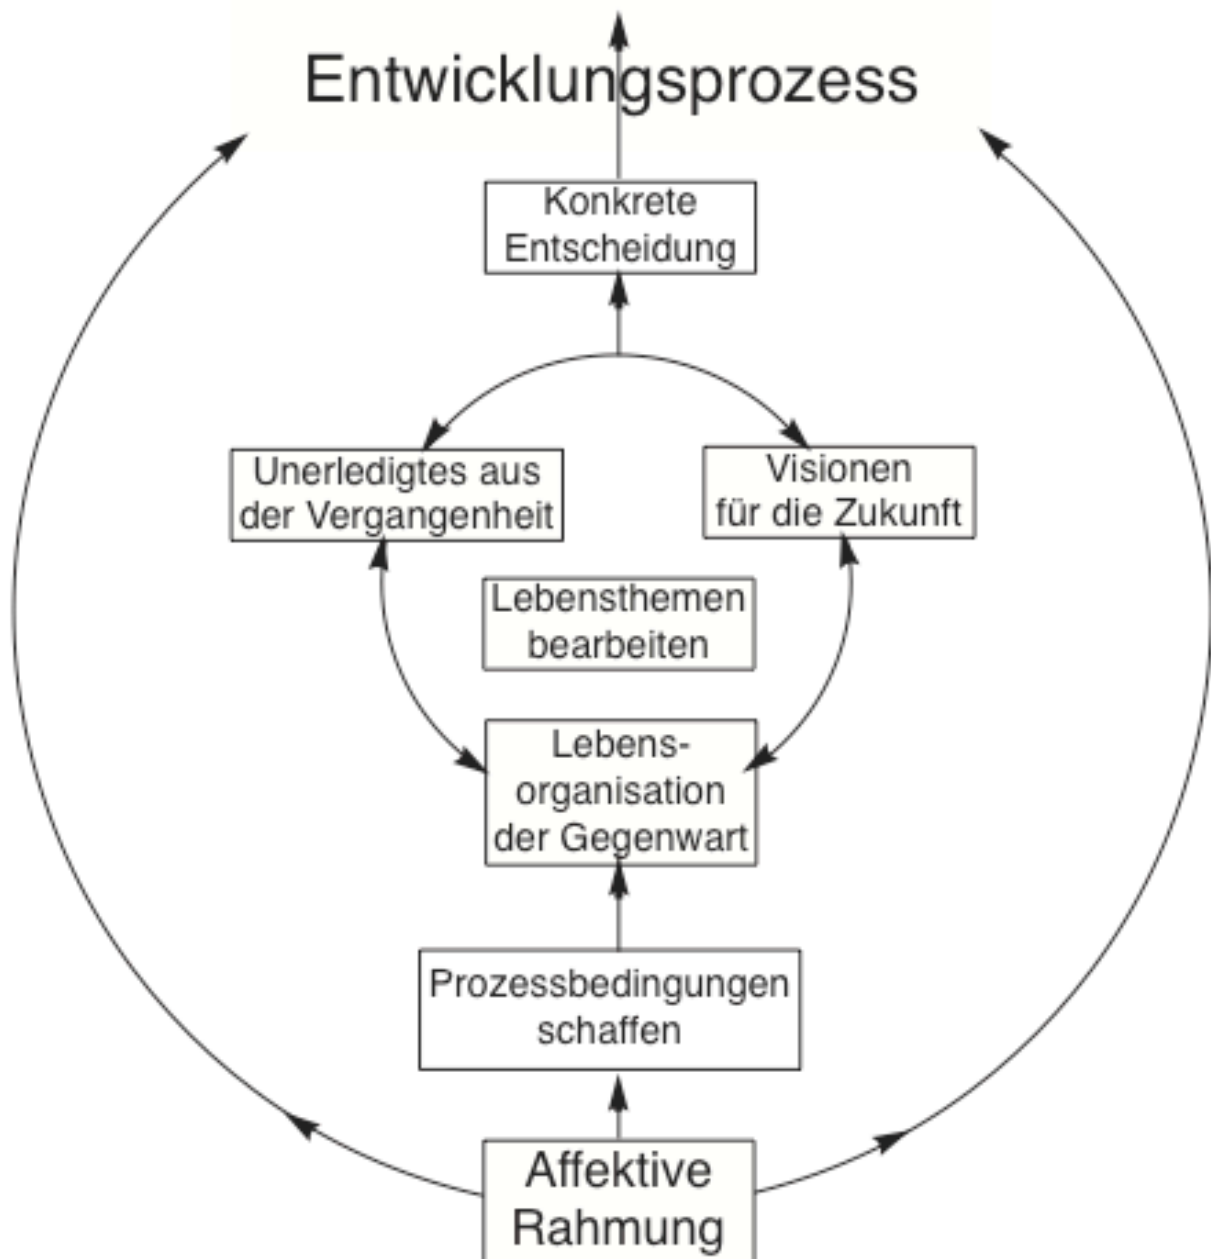 Entwicklungsprozess
Konkrete
Entscheidung
Unerledigtes aus
der Vergangenheit
Visionen
für die Zukunft
Lebensthemen
bearbeiten
Lebens-
organisation
der Gegenwart
Prozessbedingungen
schaffen
Affektive
Rahmung